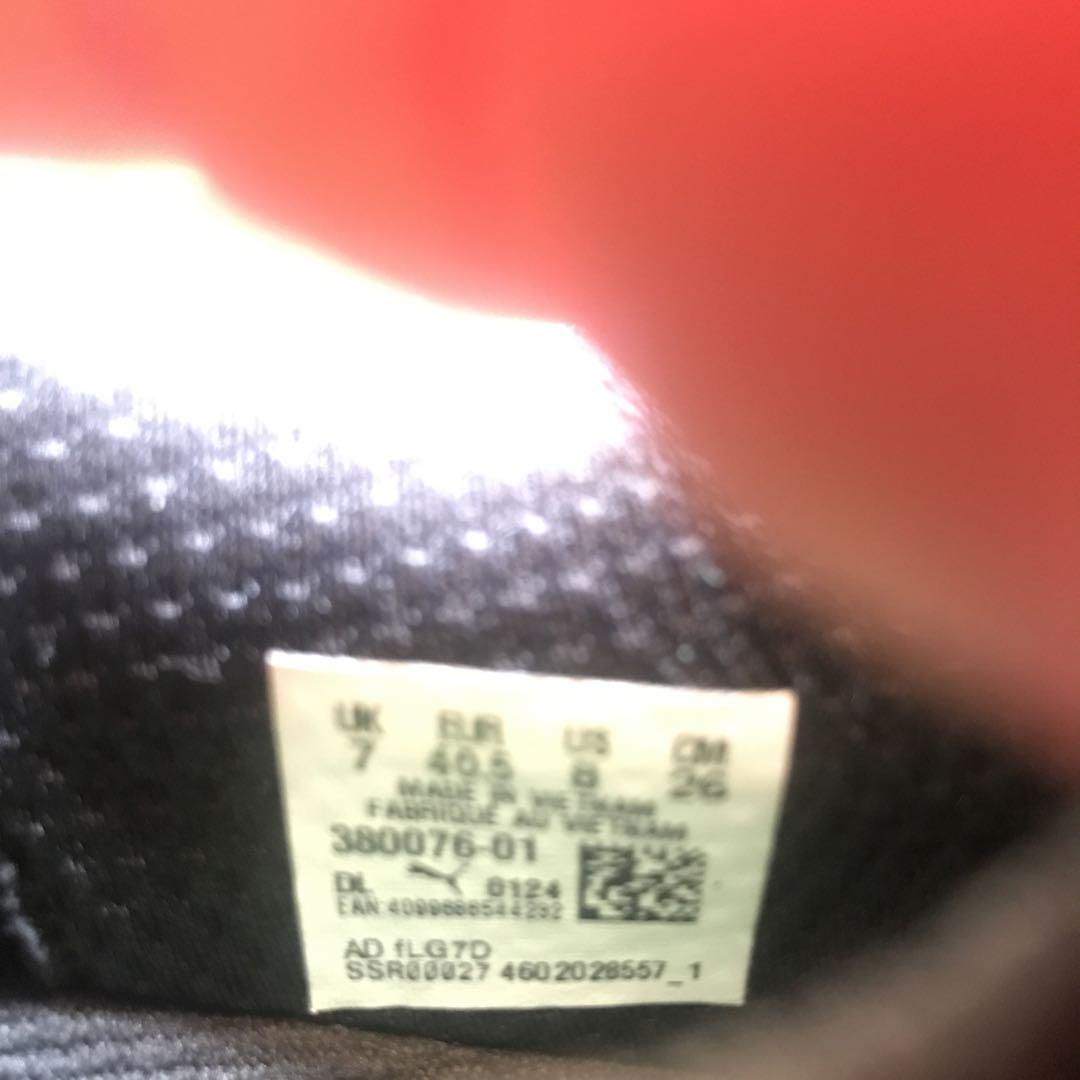 UK EUR US CM
7 40.5 8 26
MADE IN VIETNAM
FABRIQUE AU VIETNAM
380076-01
DL 0124
EAN:
AD fLG7D
SSR00027 4602028557_1